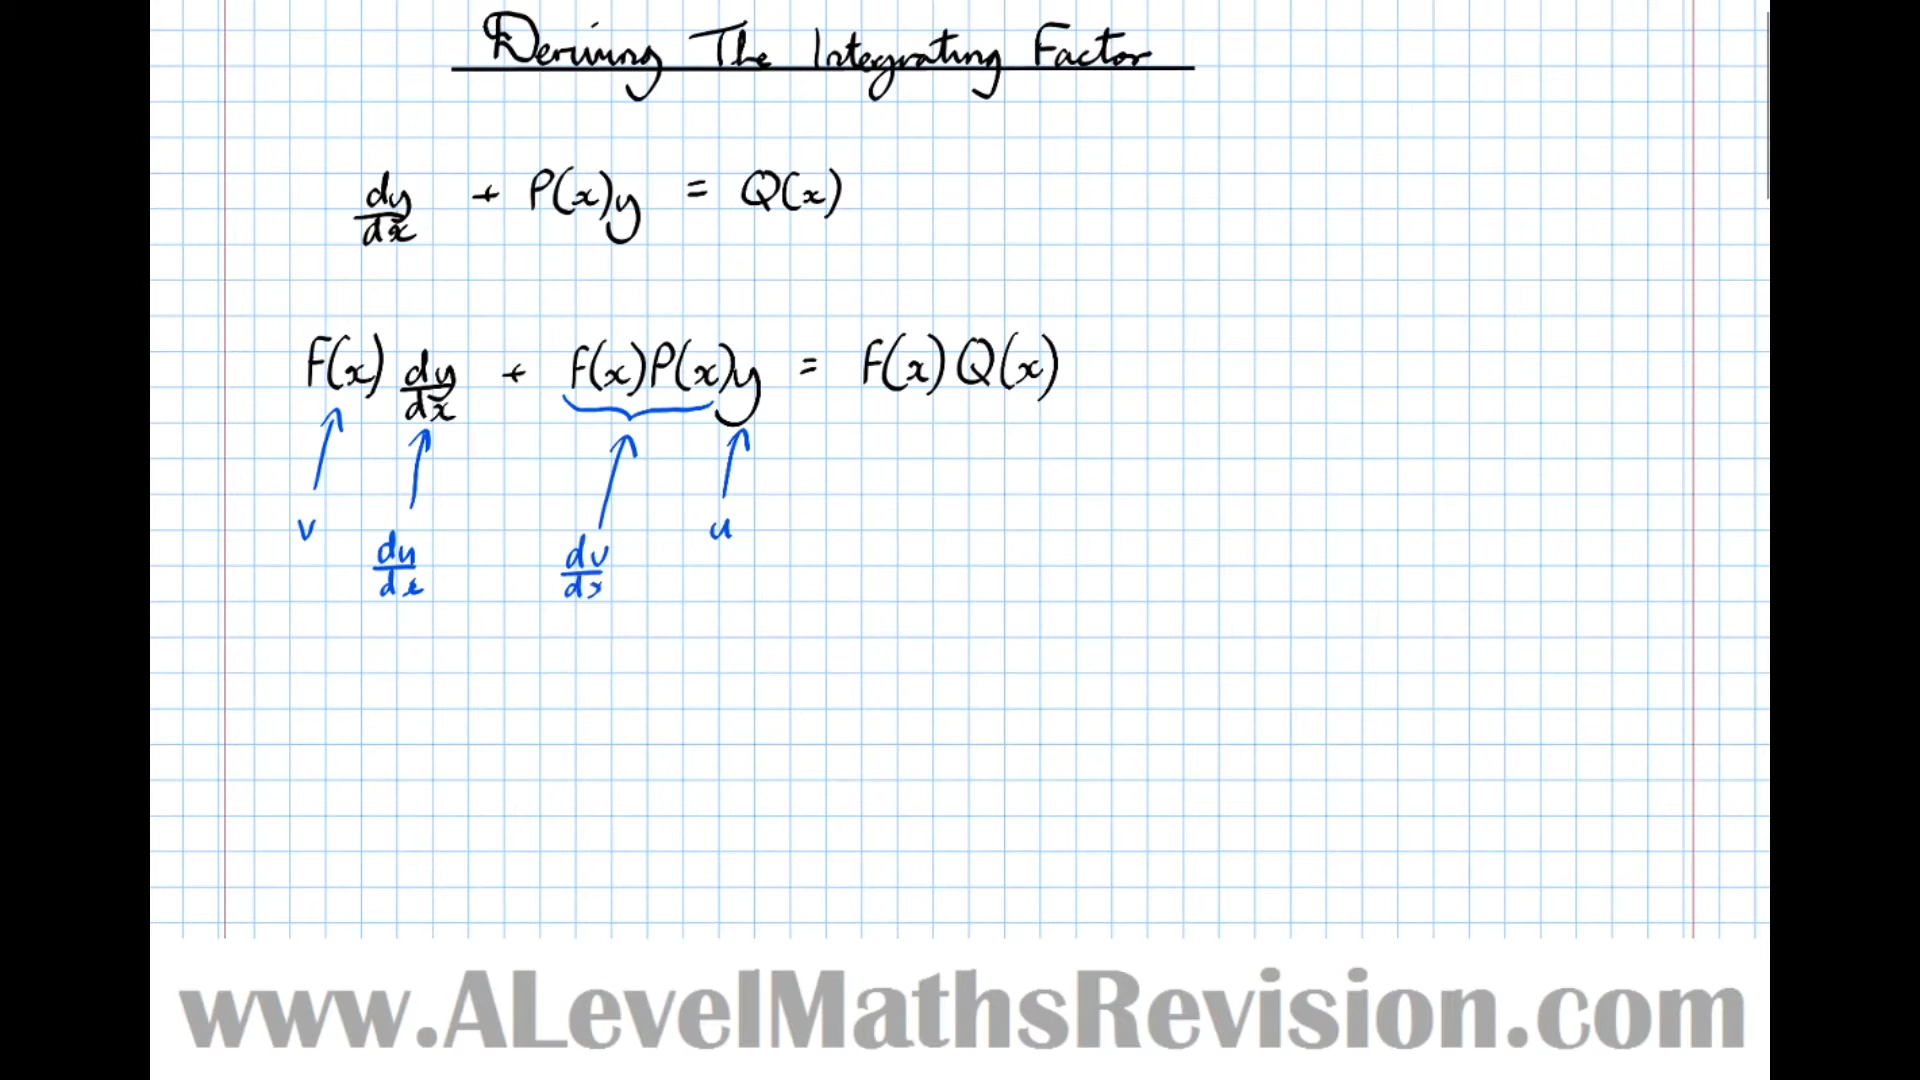 Deriving The Integrating Factor
dy/dx + P(x)y = Q(x)
F(x) dy/dx + F(x)P(x)y = F(x)Q(x)
v du/dx dv/dx u
www.ALevelMathsRevision.com